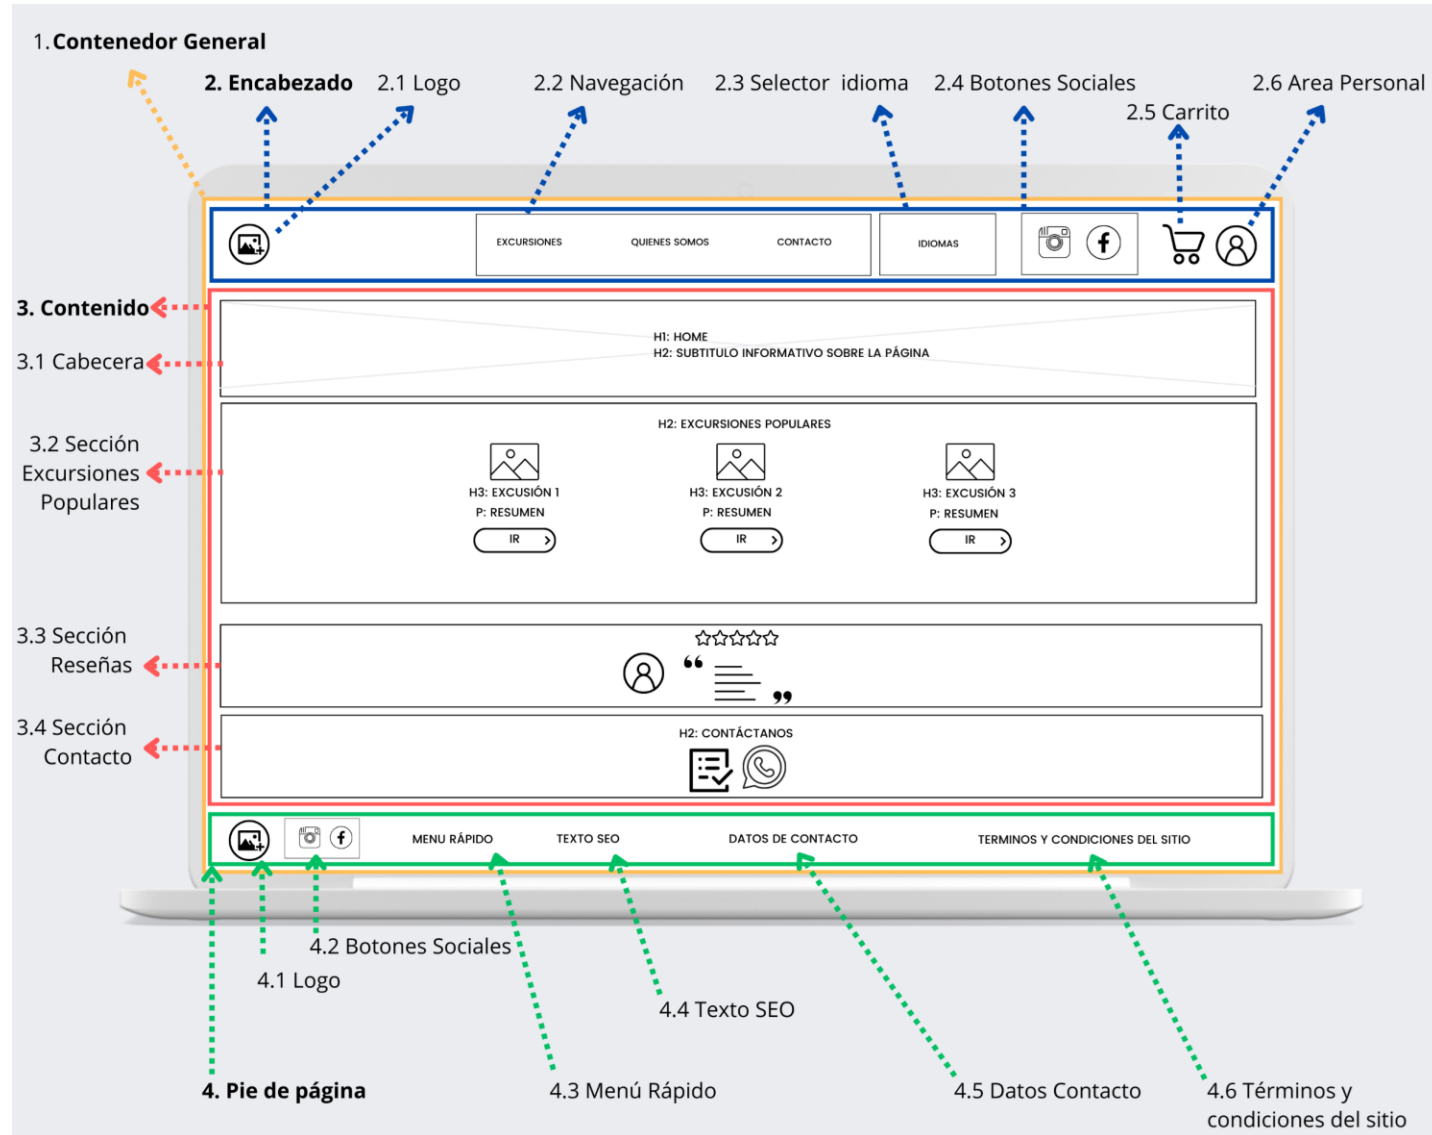 1. Contenedor General
2. Encabezado
2.1 Logo
2.2 Navegación
2.3 Selector idioma
2.4 Botones Sociales
2.5 Carrito
2.6 Area Personal
EXCURSIONES
QUIENES SOMOS
CONTACTO
IDIOMAS
3. Contenido
3.1 Cabecera
H1: HOME
H2: SUBTITULO INFORMATIVO SOBRE LA PÁGINA
3.2 Sección
Excursiones
Populares
H2: EXCURSIONES POPULARES
H3: EXCUSIÓN 1
P: RESUMEN
IR
H3: EXCUSIÓN 2
P: RESUMEN
IR
H3: EXCUSIÓN 3
P: RESUMEN
IR
3.3 Sección
Reseñas
3.4 Sección
Contacto
H2: CONTÁCTANOS
MENU RÁPIDO
TEXTO SEO
DATOS DE CONTACTO
TERMINOS Y CONDICIONES DEL SITIO
4.2 Botones Sociales
4.1 Logo
4.4 Texto SEO
4. Pie de página
4.3 Menú Rápido
4.5 Datos Contacto
4.6 Términos y
condiciones del sitio